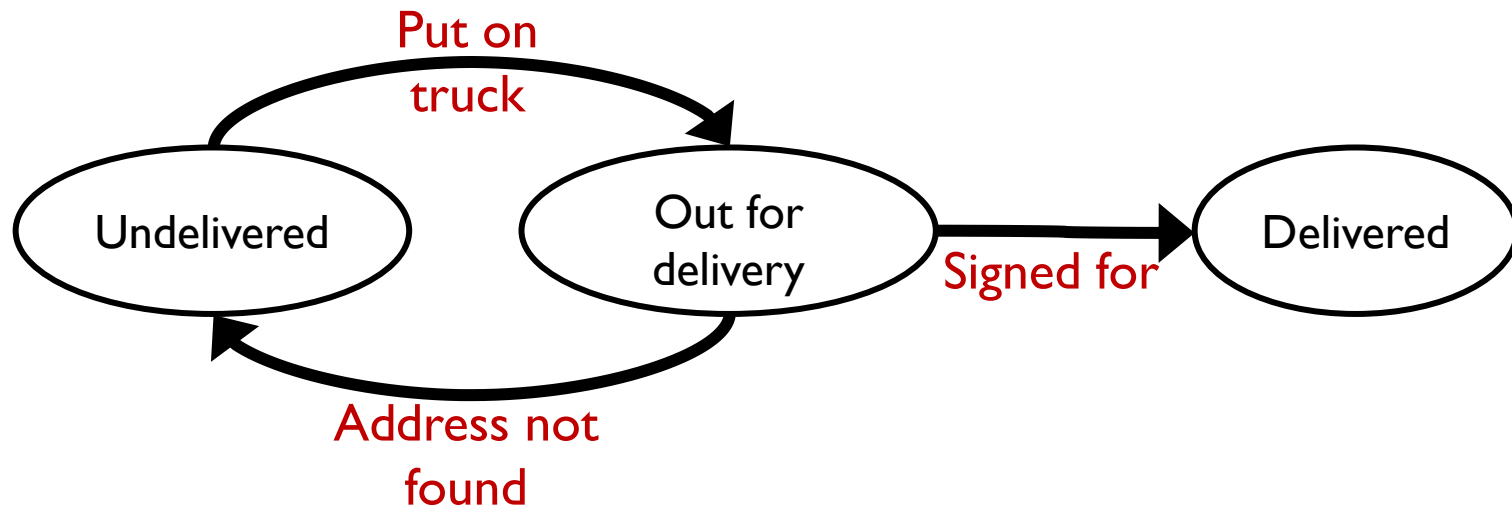 Put on
truck
Undelivered
Out for
delivery
Signed for
Delivered
Address not
found